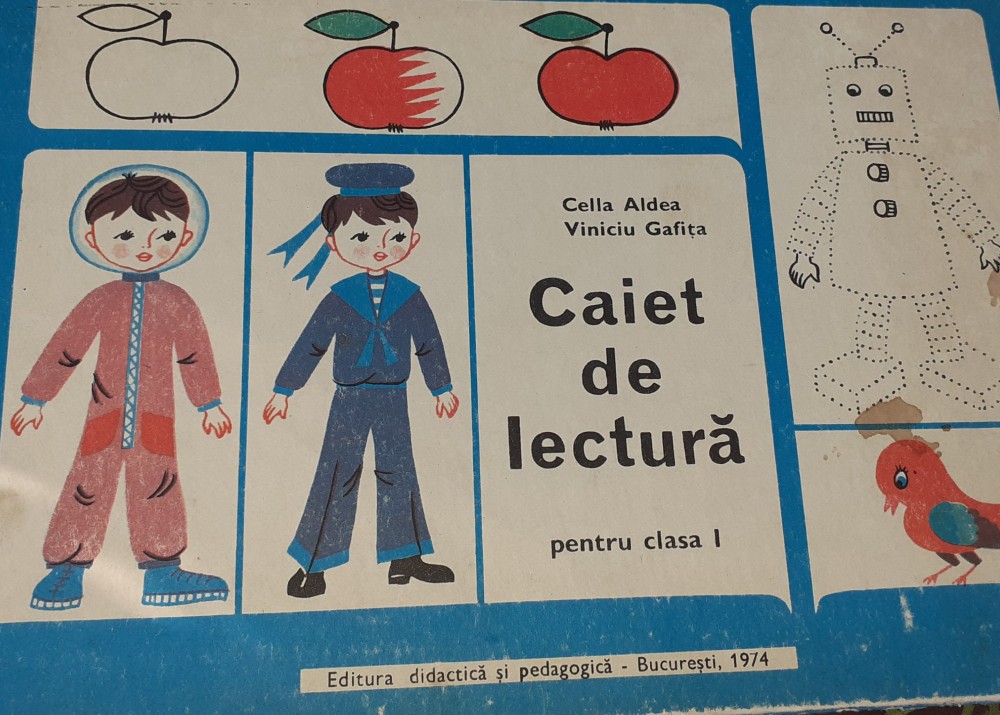 Cella Aldea
Viniciu Gafița
Caiet
de
lectură
pentru clasa I
Editura didactică și pedagogică - București, 1974